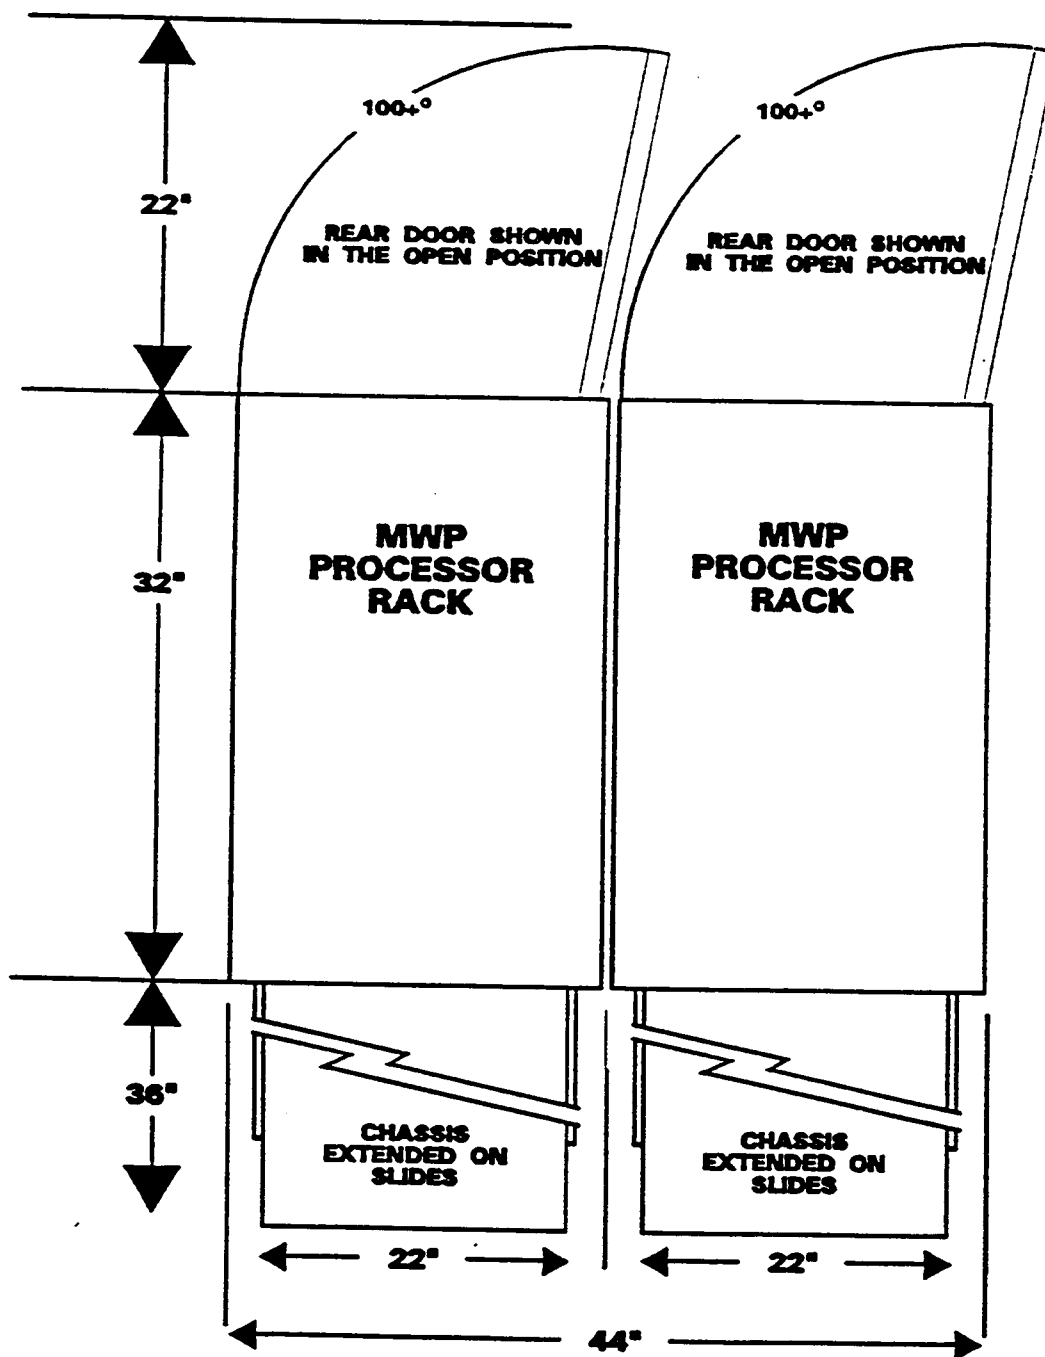 100+°
100+°
22"
REAR DOOR SHOWN
IN THE OPEN POSITION
REAR DOOR SHOWN
IN THE OPEN POSITION
32"
MWP
PROCESSOR
RACK
MWP
PROCESSOR
RACK
36"
CHASSIS
EXTENDED ON
SLIDES
CHASSIS
EXTENDED ON
SLIDES
22"
22"
44"